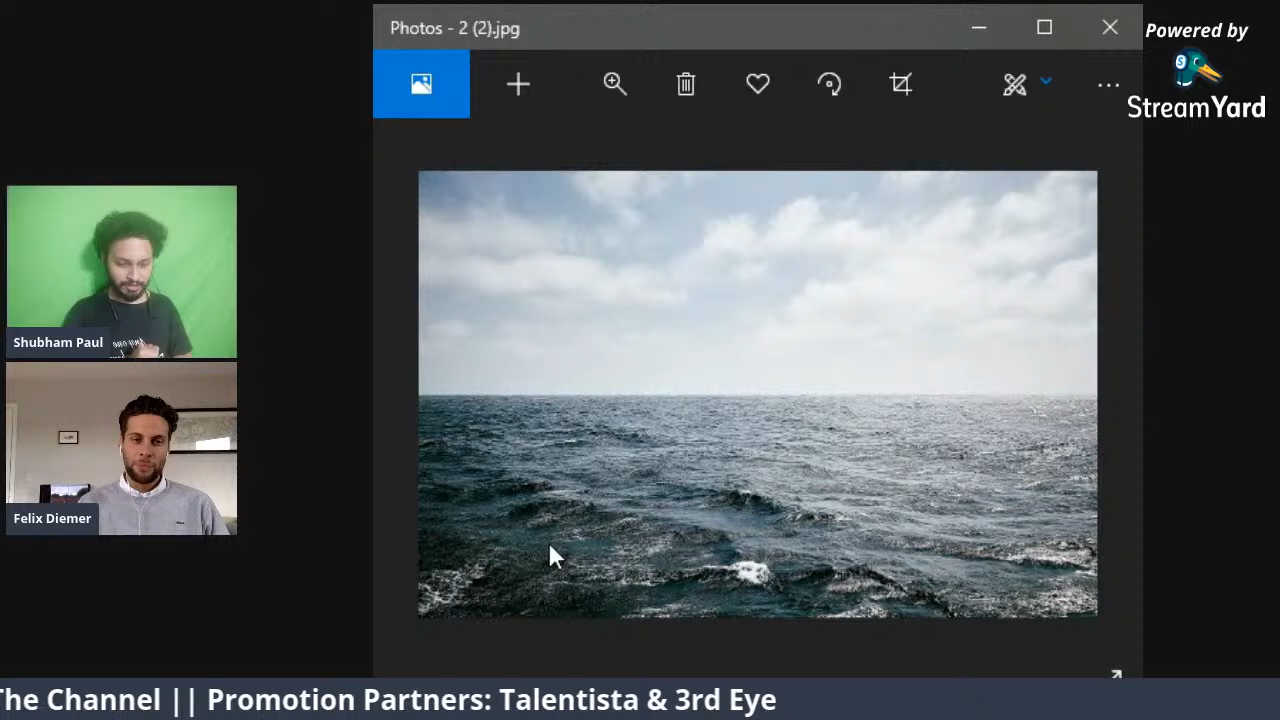 Photos - 2 (2).jpg
Powered by
StreamYard
Shubham Paul
Felix Diemer
The Channel || Promotion Partners: Talentista & 3rd Eye